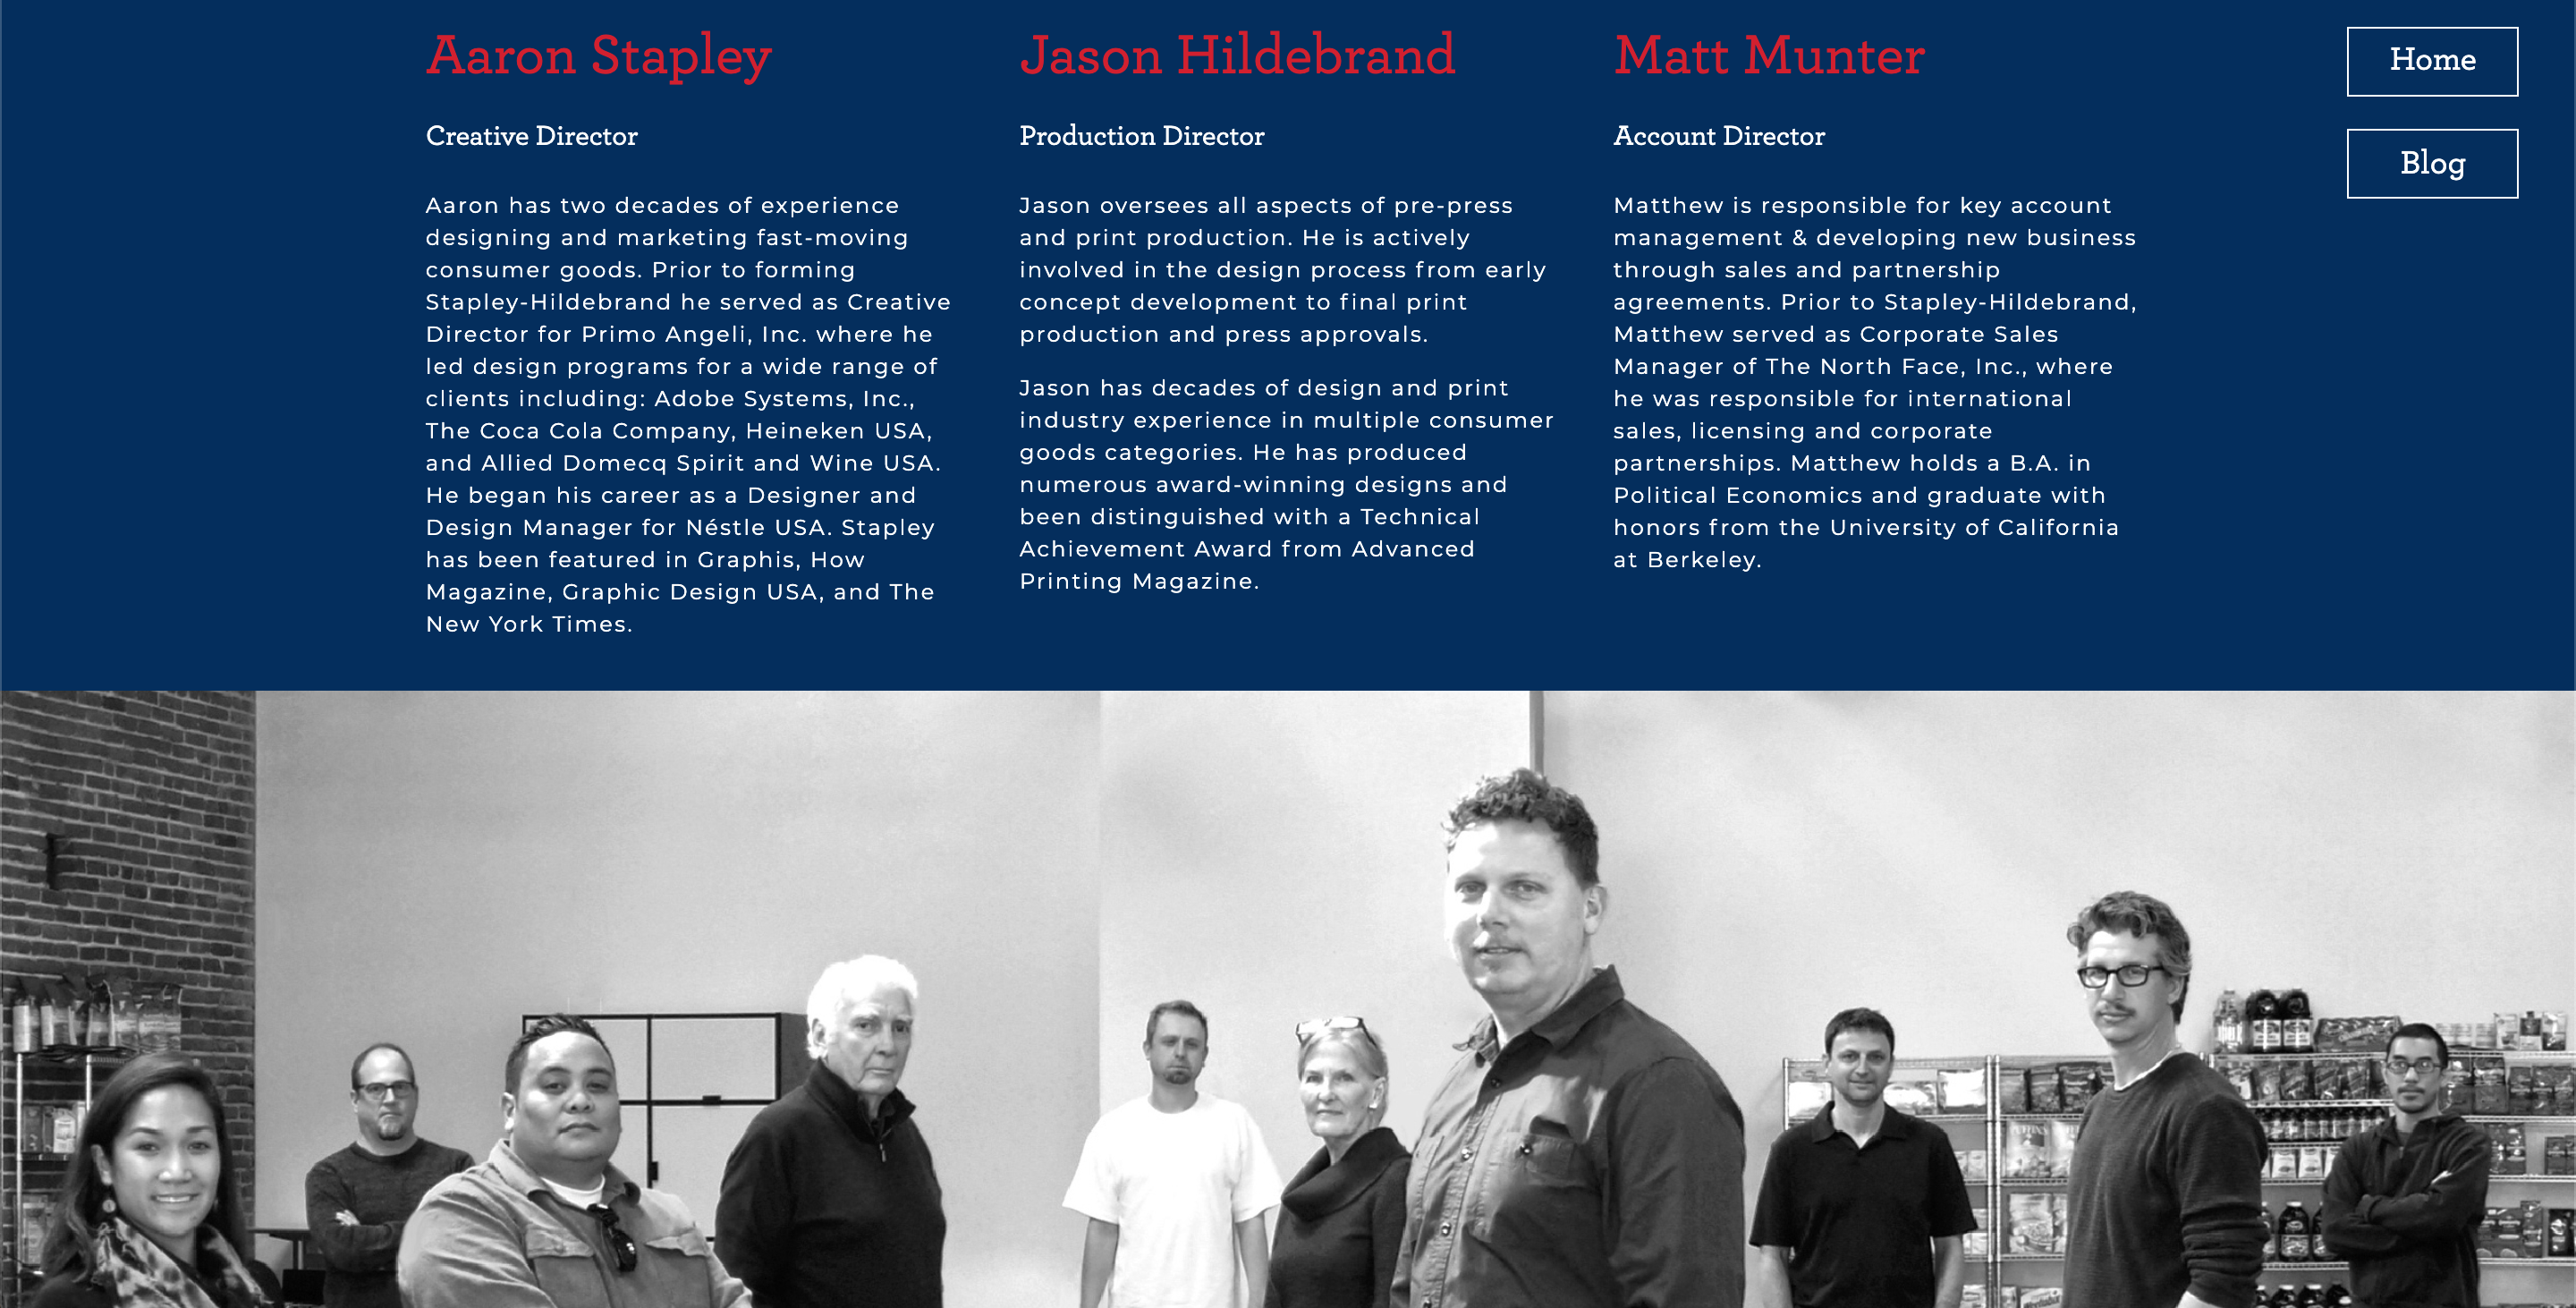 Aaron Stapley
Creative Director
Aaron has two decades of experience
designing and marketing fast-moving
consumer goods. Prior to forming
Stapley-Hildebrand he served as Creative
Director for Primo Angeli, Inc. where he
led design programs for a wide range of
clients including: Adobe Systems, Inc.,
The Coca Cola Company, Heineken USA,
and Allied Domecq Spirit and Wine USA.
He began his career as a Designer and
Design Manager for Néstle USA. Stapley
has been featured in Graphis, How
Magazine, Graphic Design USA, and The
New York Times.
Jason Hildebrand
Production Director
Jason oversees all aspects of pre-press
and print production. He is actively
involved in the design process from early
concept development to final print
production and press approvals.
Jason has decades of design and print
industry experience in multiple consumer
goods categories. He has produced
numerous award-winning designs and
been distinguished with a Technical
Achievement Award from Advanced
Printing Magazine.
Matt Munter
Account Director
Matthew is responsible for key account
management & developing new business
through sales and partnership
agreements. Prior to Stapley-Hildebrand,
Matthew served as Corporate Sales
Manager of The North Face, Inc., where
he was responsible for international
sales, licensing and corporate
partnerships. Matthew holds a B.A. in
Political Economics and graduate with
honors from the University of California
at Berkeley.
Home
Blog